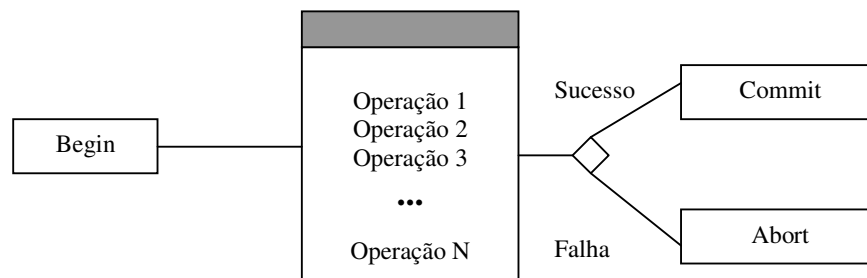 Begin
Operação 1
Operação 2
Operação 3
...
Operação N
Sucesso
Falha
Commit
Abort